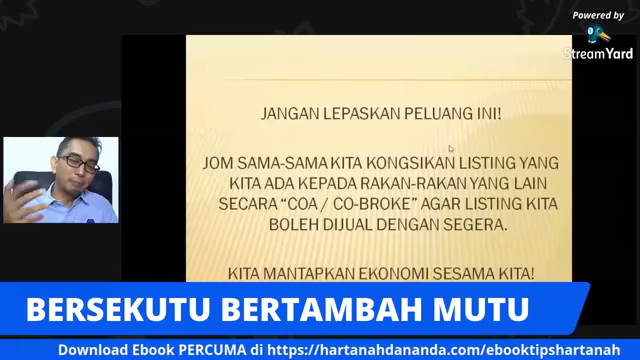 Powered by
StreamYard
JANGAN LEPASKAN PELUANG INI!
JOM SAMA-SAMA KITA KONGSIKAN LISTING YANG
KITA ADA KEPADA RAKAN-RAKAN YANG LAIN
SECARA “COA / CO-BROKE” AGAR LISTING KITA
BOLEH DIJUAL DENGAN SEGERA.
KITA MANTAPKAN EKONOMI SESAMA KITA!
BERSEKUTU BERTAMBAH MUTU
Download Ebook PERCUMA di https://hartanahdananda.com/ebooktipshartanah